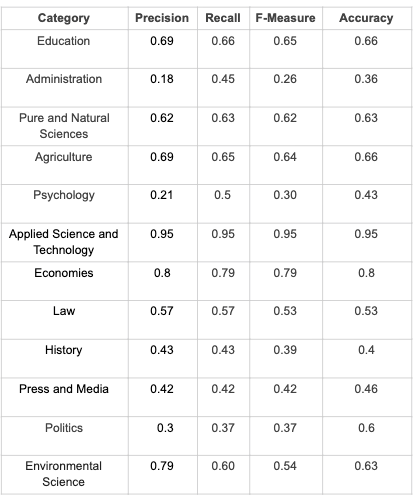 Category Precision Recall F-Measure Accuracy
Education 0.69 0.66 0.65 0.66
Administration 0.18 0.45 0.26 0.36
Pure and Natural
Sciences 0.62 0.63 0.62 0.63
Agriculture 0.69 0.65 0.64 0.66
Psychology 0.21 0.5 0.30 0.43
Applied Science and
Technology 0.95 0.95 0.95 0.95
Economies 0.8 0.79 0.79 0.8
Law 0.57 0.57 0.53 0.53
History 0.43 0.43 0.39 0.4
Press and Media 0.42 0.42 0.42 0.46
Politics 0.3 0.37 0.37 0.6
Environmental
Science 0.79 0.60 0.54 0.63